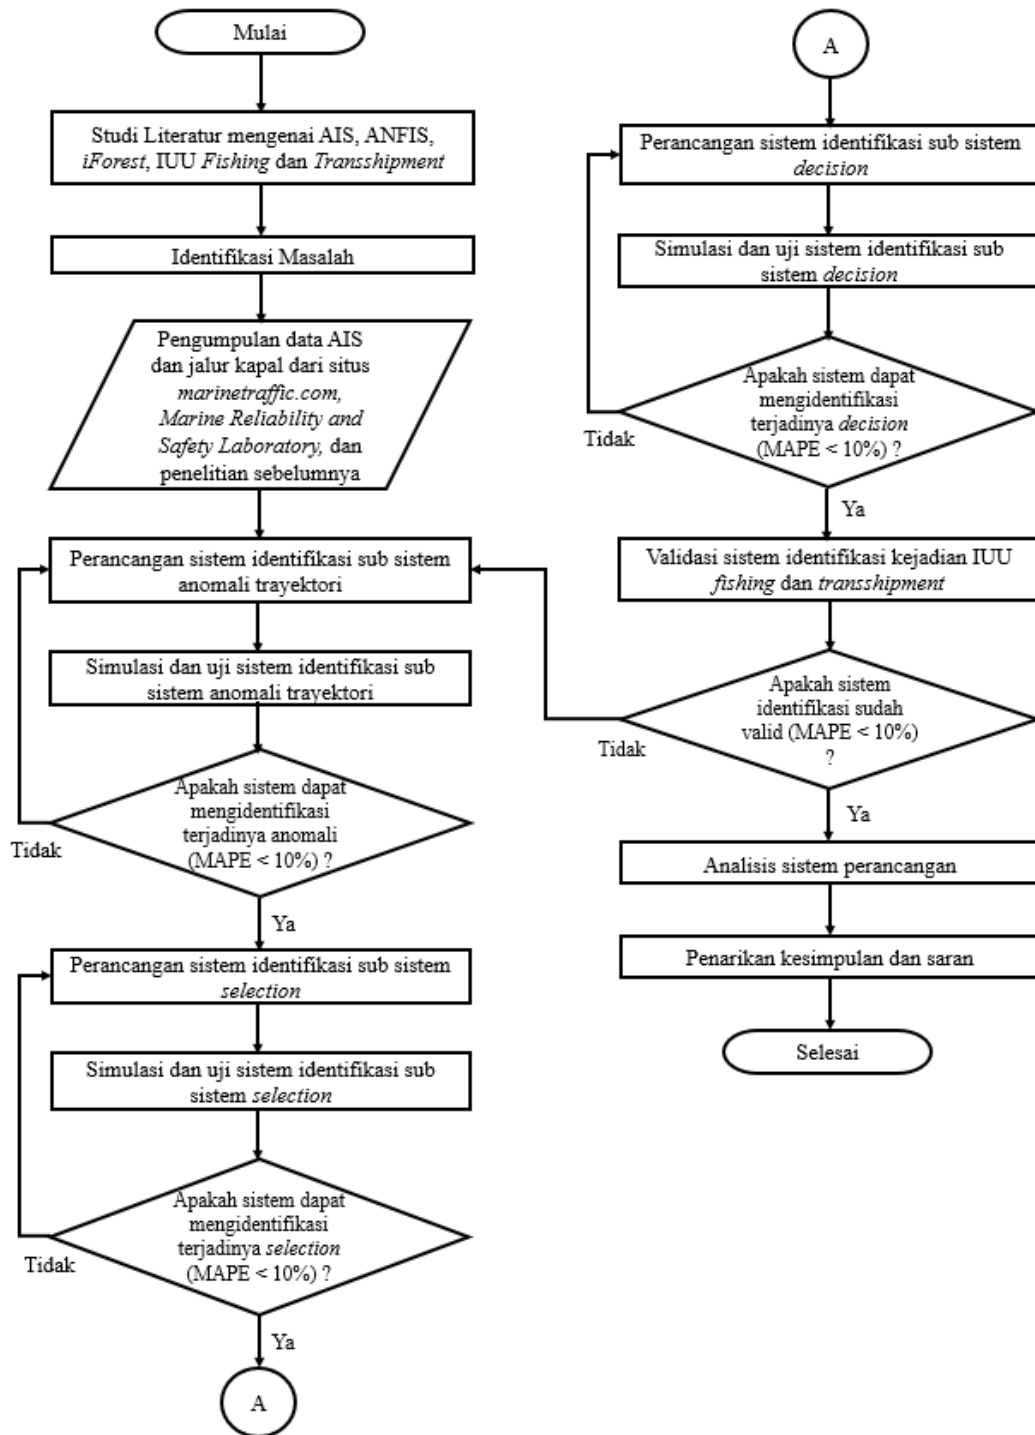 Mulai
Studi Literatur mengenai AIS, ANFIS,
iForest, IUU Fishing dan Transshipment
Identifikasi Masalah
Pengumpulan data AIS
dan jalur kapal dari situs
marinetraffic.com,
Marine Reliability and
Safety Laboratory, dan
penelitian sebelumnya
Perancangan sistem identifikasi sub sistem
anomali trayektori
Simulasi dan uji sistem identifikasi sub
sistem anomali trayektori
Apakah sistem dapat
mengidentifikasi
terjadinya anomali
(MAPE < 10%) ?
Tidak
Ya
Perancangan sistem identifikasi sub sistem
selection
Simulasi dan uji sistem identifikasi sub
sistem selection
Apakah sistem dapat
mengidentifikasi
terjadinya selection
(MAPE < 10%) ?
Tidak
Ya
A
A
Perancangan sistem identifikasi sub sistem
decision
Simulasi dan uji sistem identifikasi sub
sistem decision
Apakah sistem dapat
mengidentifikasi
terjadinya decision
(MAPE < 10%) ?
Tidak
Ya
Validasi sistem identifikasi kejadian IUU
fishing dan transshipment
Apakah sistem
identifikasi sudah
valid (MAPE < 10%)
?
Tidak
Ya
Analisis sistem perancangan
Penarikan kesimpulan dan saran
Selesai